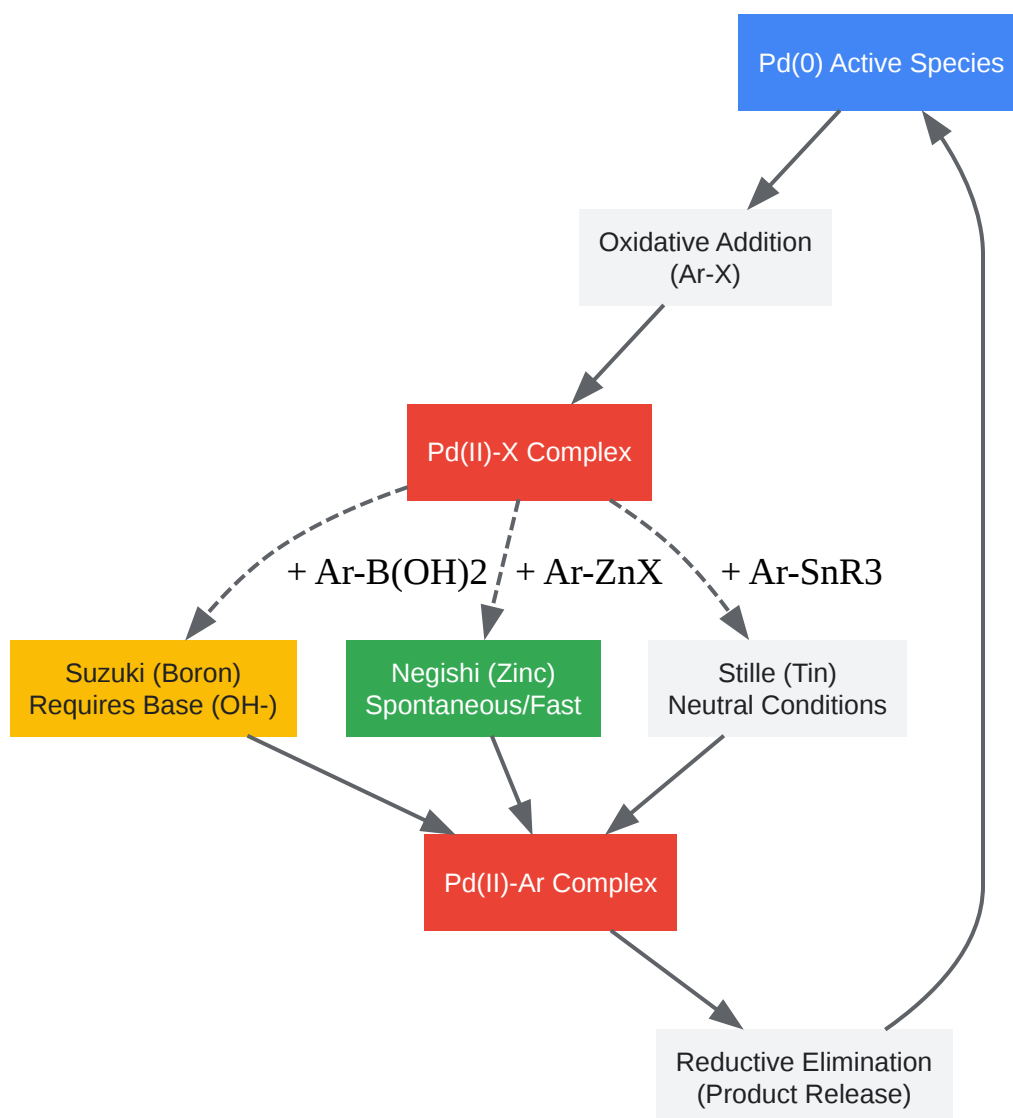 Pd(0) Active Species
Oxidative Addition
(Ar-X)
Pd(II)-X Complex
+ Ar-B(OH)2
+ Ar-ZnX
+ Ar-SnR3
Suzuki (Boron)
Requires Base (OH-)
Negishi (Zinc)
Spontaneous/Fast
Stille (Tin)
Neutral Conditions
Pd(II)-Ar Complex
Reductive Elimination
(Product Release)